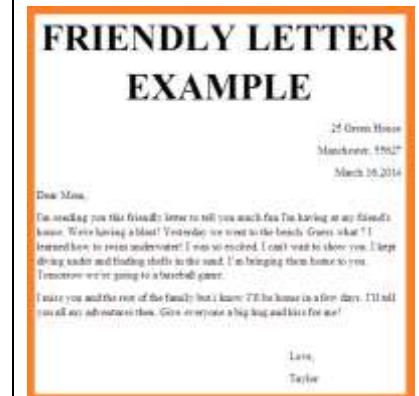 FRIENDLY LETTER
EXAMPLE
25 Green House
Manchester, 55627
March 16,2014
Dear Mom,
I'm sending you this friendly letter to tell you much fun I'm having at my friend's
house. We're having a blast! Yesterday we went to the beach. Guess what? I
learned how to swim underwater! I was so excited, I can't wait to show you. I kept
diving under and finding shells in the sand. I'm bringing them home to you.
Tomorrow we're going to a baseball game.
I miss you and the rest of the family but i know I'll be home in a few days. I'll tell
you all my adventures then. Give everyone a big hug and kiss for me!
Love,
Taylor